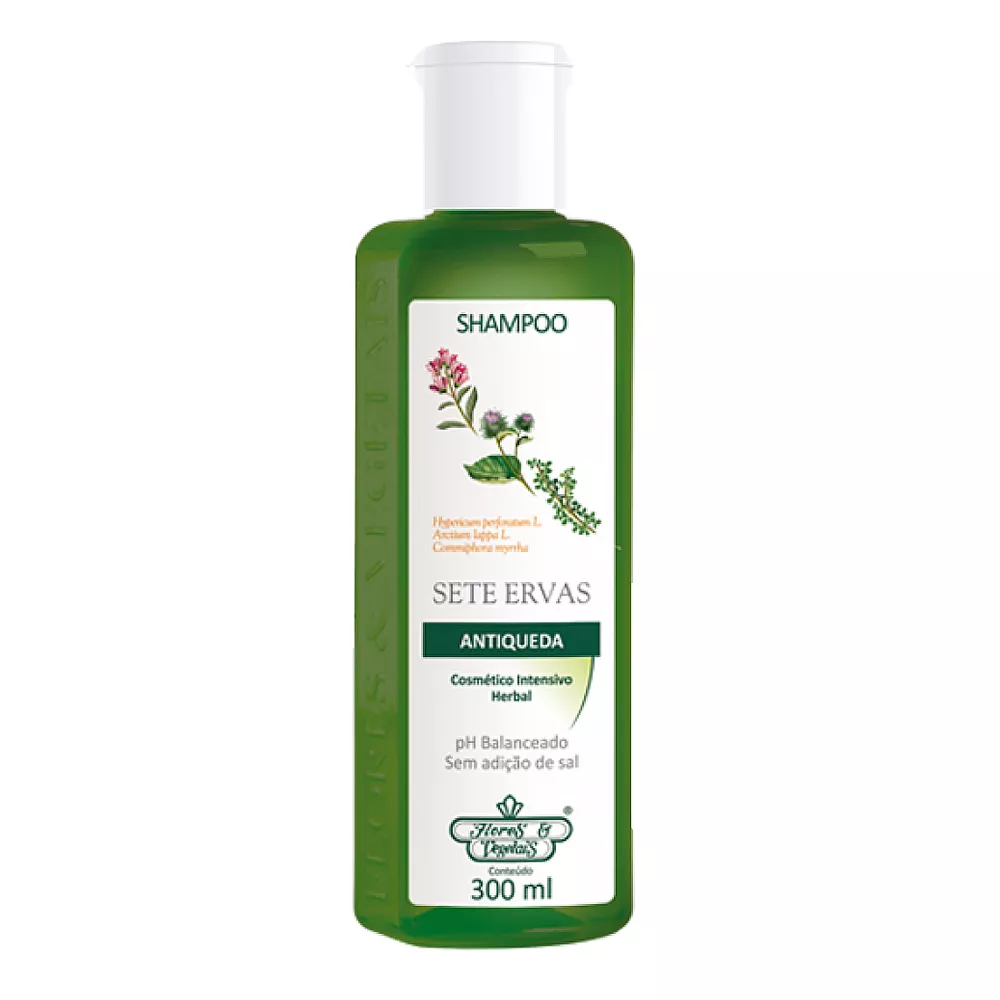 SHAMPOO
Hypericum perforatum L.
Arctium lappa L.
Commiphora myrrha
SETE ERVAS
ANTIQUEDA
Cosmético Intensivo
Herbal
pH Balanceado
Sem adição de sal
®
Flores &
Vegetais
Conteúdo
300 ml